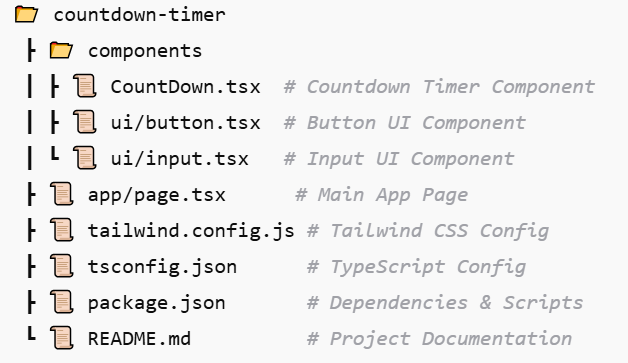 📂 countdown-timer
┣ 📂 components
┃ ┣ 📜 CountDown.tsx # Countdown Timer Component
┃ ┣ 📜 ui/button.tsx # Button UI Component
┃ ┗ 📜 ui/input.tsx # Input UI Component
┣ 📜 app/page.tsx # Main App Page
┣ 📜 tailwind.config.js # Tailwind CSS Config
┣ 📜 tsconfig.json # TypeScript Config
┣ 📜 package.json # Dependencies & Scripts
┗ 📜 README.md # Project Documentation